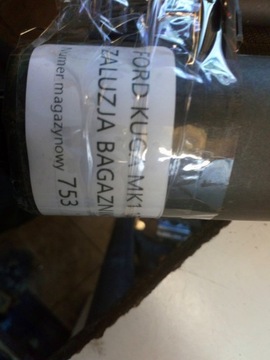 FORD KUGA MK1
ZALUZJA BAGAZN
Numer magazynowy 753